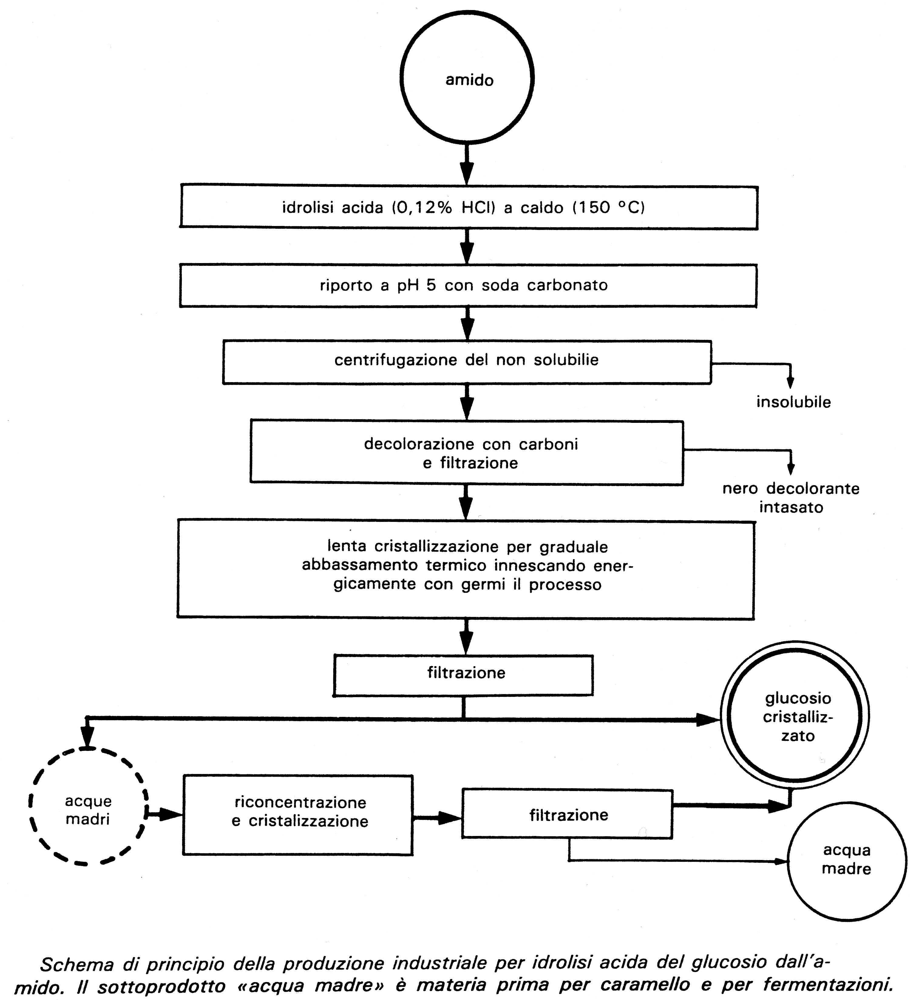 amido
idrolisi acida (0,12% HCl) a caldo (150 °C)
riporto a pH 5 con soda carbonato
centrifugazione del non solubilie
insolubile
decolorazione con carboni
e filtrazione
nero decolorante
intasato
lenta cristallizzazione per graduale
abbassamento termico innescando ener-
gicamente con germi il processo
filtrazione
glucosio
cristalliz-
zato
acque
madri
riconcentrazione
e cristalizzazione
filtrazione
acqua
madre
Schema di principio della produzione industriale per idrolisi acida del glucosio dall'a-
mido. Il sottoprodotto «acqua madre» è materia prima per caramello e per fermentazioni.